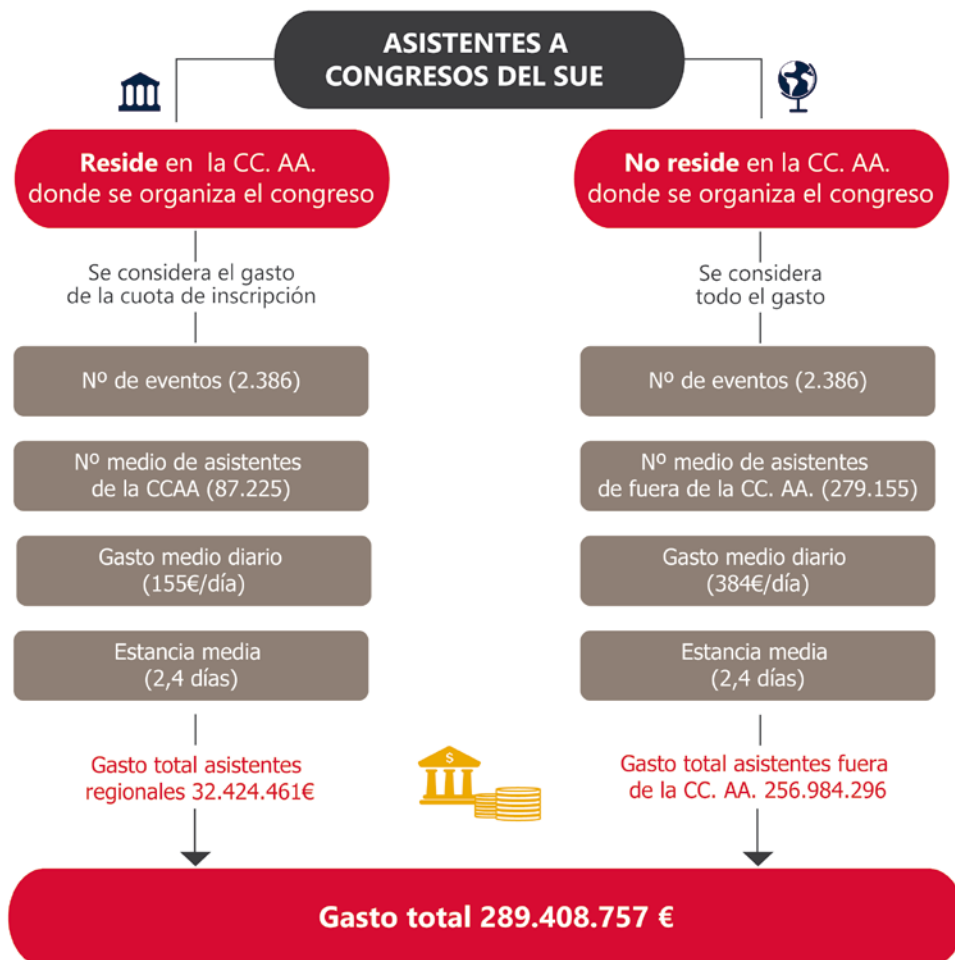 ASISTENTES A
CONGRESOS DEL SUE
Reside en la CC. AA.
donde se organiza el congreso
Se considera el gasto
de la cuota de inscripción
Nº de eventos (2.386)
Nº medio de asistentes
de la CCAA (87.225)
Gasto medio diario
(155€/día)
Estancia media
(2,4 días)
Gasto total asistentes
regionales 32.424.461€
No reside en la CC. AA.
donde se organiza el congreso
Se considera
todo el gasto
Nº de eventos (2.386)
Nº medio de asistentes
de fuera de la CC. AA. (279.155)
Gasto medio diario
(384€/día)
Estancia media
(2,4 días)
Gasto total asistentes fuera
de la CC. AA. 256.984.296
$
Gasto total 289.408.757 €